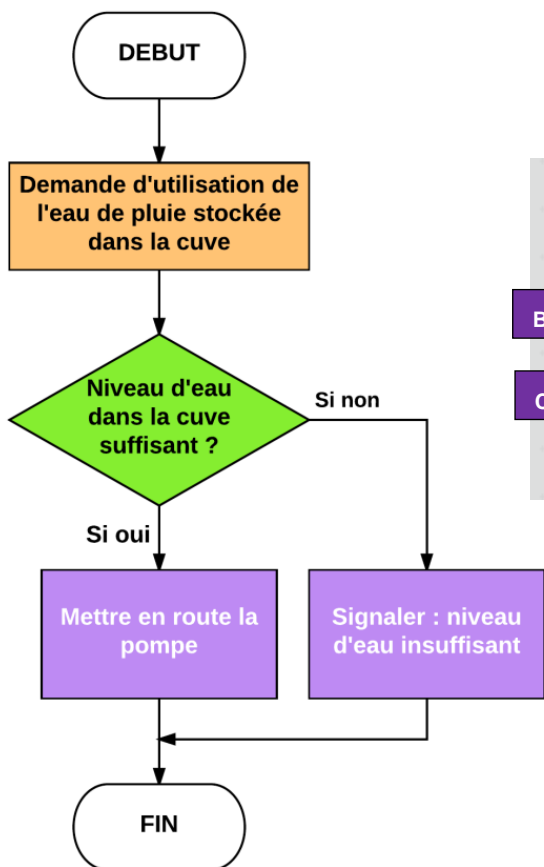 DEBUT
Demande d'utilisation de
l'eau de pluie stockée
dans la cuve
Niveau d'eau
dans la cuve
suffisant ?
Si non
Si oui
Mettre en route la
pompe
Signaler : niveau
d'eau insuffisant
FIN
B